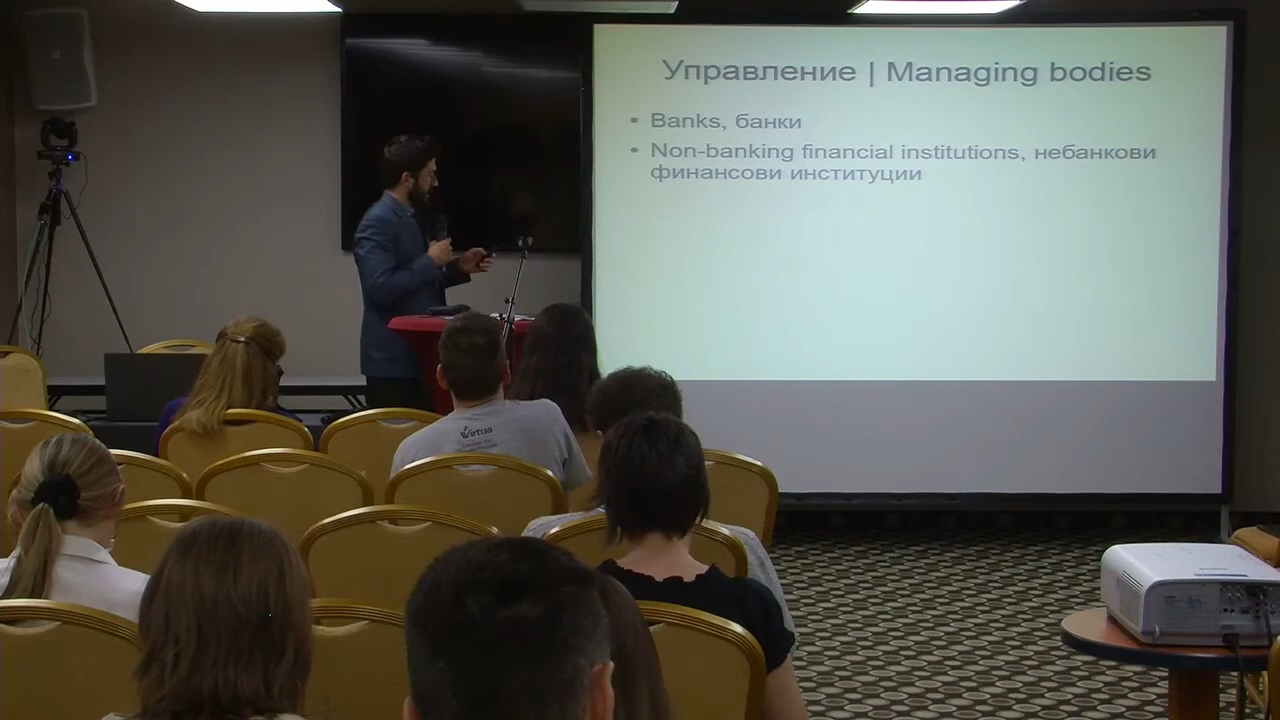 Управление | Managing bodies
• Banks, банки
• Non-banking financial institutions, небанкови
финансови институции
Virtua